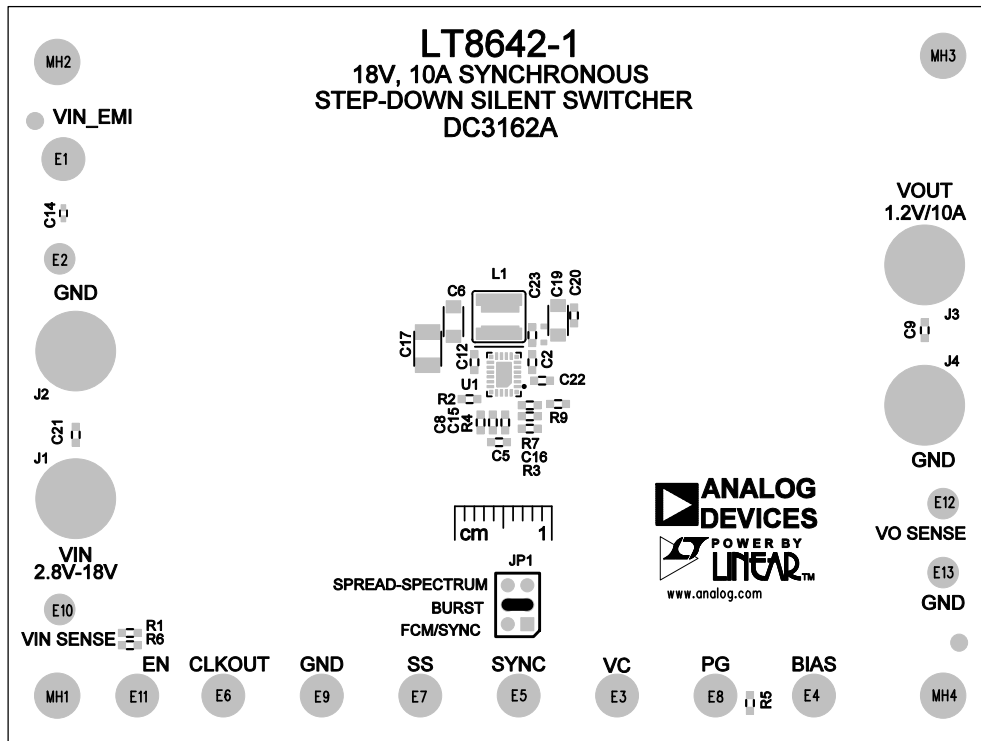 LT8642-1
18V, 10A SYNCHRONOUS
STEP-DOWN SILENT SWITCHER
DC3162A
MH2
MH3
VIN_EMI
E1
C14
E2
GND
J2
C21
J1
VIN
2.8V-18V
E10
VIN SENSE
R1
R6
VOUT
1.2V/10A
J3
C9
J4
GND
E12
VO SENSE
E13
GND
L1
C6
C17
C23
C19
C20
C12
C2
U1
C22
R2
R9
C8
C15
R4
C5
R7
C16
R3
cm 1
ANALOG
DEVICES
POWER BY
LINEAR TM
www.analog.com
JP1
SPREAD-SPECTRUM
BURST
FCM/SYNC
EN CLKOUT GND SS SYNC VC PG BIAS
MH1 E11 E6 E9 E7 E5 E3 E8 R5 E4 MH4